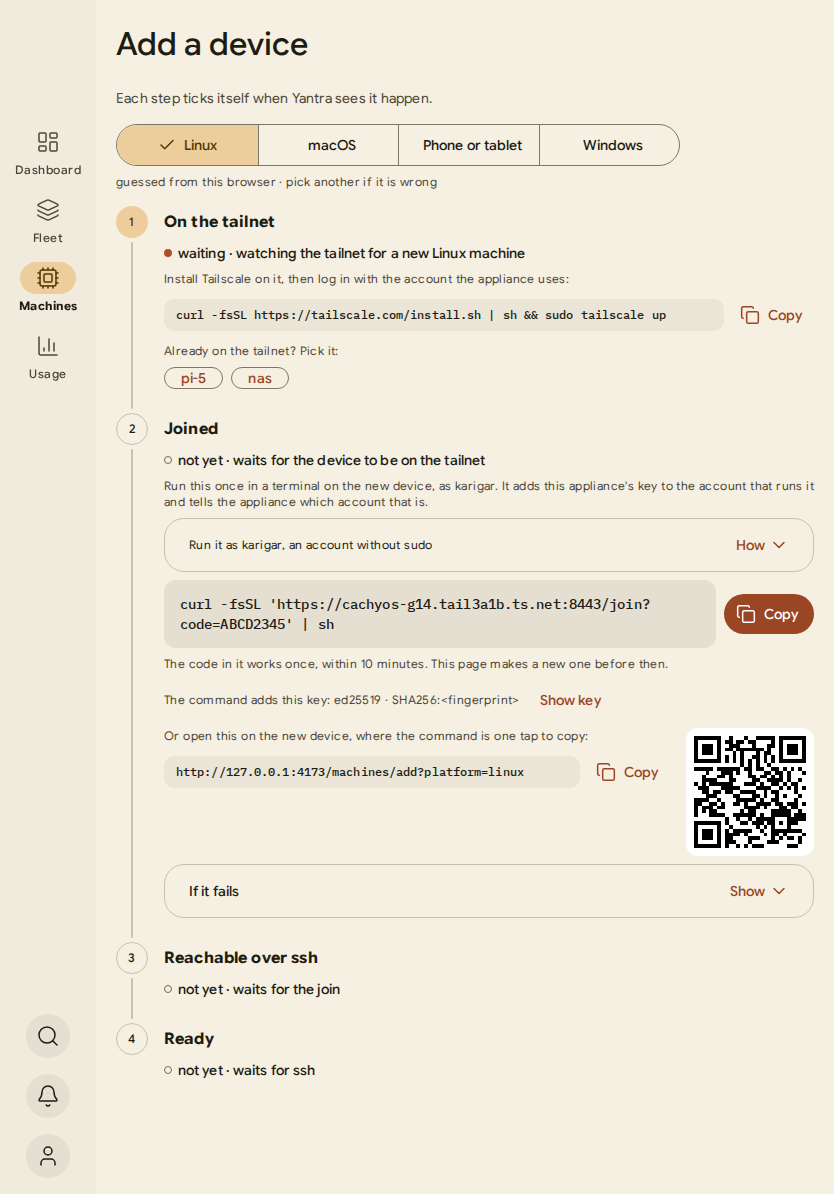 Add a device
Each step ticks itself when Yantra sees it happen.
Linux
macOS
Phone or tablet
Windows
guessed from this browser · pick another if it is wrong
Dashboard
Fleet
Machines
Usage
1
On the tailnet
waiting · watching the tailnet for a new Linux machine
Install Tailscale on it, then log in with the account the appliance uses:
curl -fsSL https://tailscale.com/install.sh | sh && sudo tailscale up
Copy
Already on the tailnet? Pick it:
pi-5
nas
2
Joined
not yet · waits for the device to be on the tailnet
Run this once in a terminal on the new device, as karigar. It adds this appliance's key to the account that runs it
and tells the appliance which account that is.
Run it as karigar, an account without sudo
How
curl -fsSL 'https://cachyos-g14.tail3a1b.ts.net:8443/join?
code=ABCD2345' | sh
Copy
The code in it works once, within 10 minutes. This page makes a new one before then.
The command adds this key: ed25519 · SHA256:<fingerprint>
Show key
Or open this on the new device, where the command is one tap to copy:
http://127.0.0.1:4173/machines/add?platform=linux
Copy
If it fails
Show
3
Reachable over ssh
not yet · waits for the join
4
Ready
not yet · waits for ssh